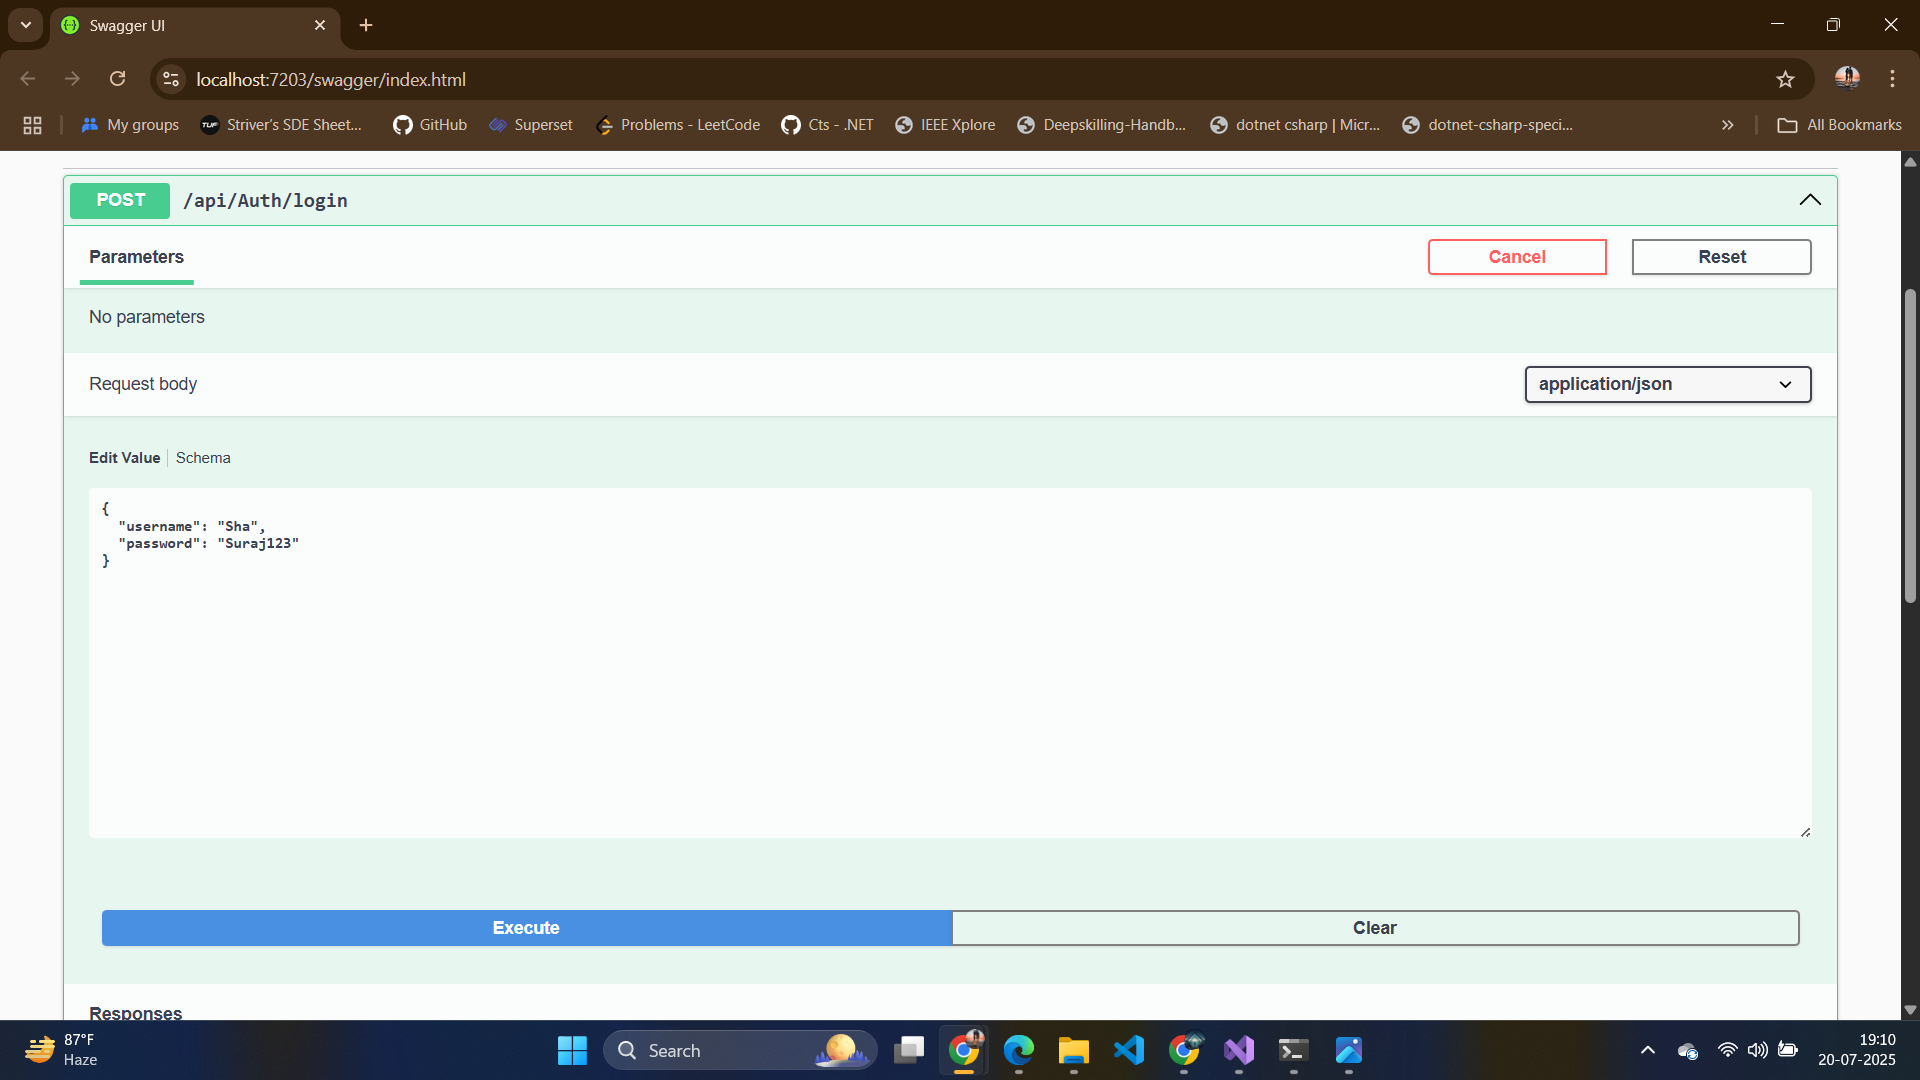 Swagger UI
localhost:7203/swagger/index.html
My groups
Striver's SDE Sheet...
GitHub
Superset
Problems - LeetCode
Cts - .NET
IEEE Xplore
Deepskilling-Handb...
dotnet csharp | Micr...
dotnet-csharp-speci...
All Bookmarks
POST /api/Auth/login
Parameters
Cancel
Reset
No parameters
Request body
application/json
Edit Value
Schema
{
"username": "Sha",
"password": "Suraj123"
}
Execute
Clear
Responses
87°F
Haze
Search
19:10
20-07-2025